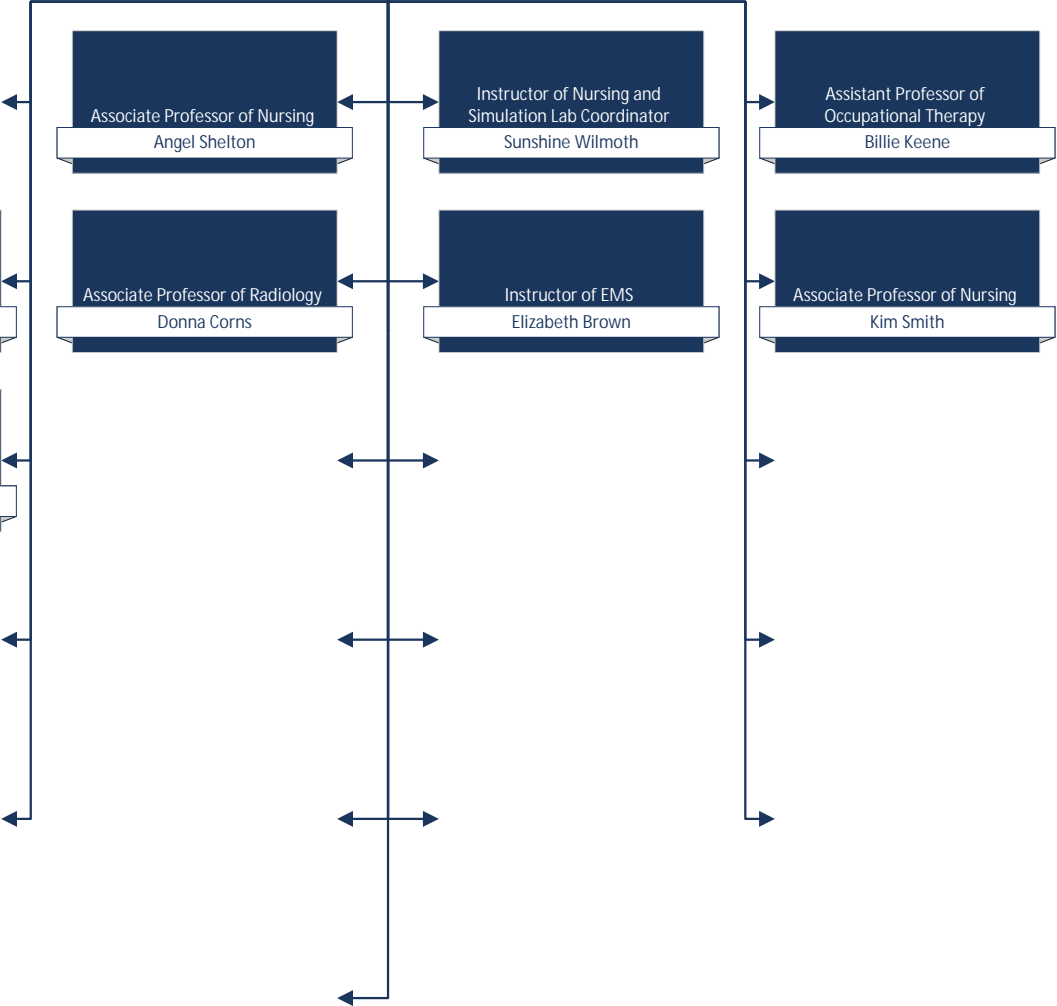 Associate Professor of Nursing
Angel Shelton
Instructor of Nursing and
Simulation Lab Coordinator
Sunshine Wilmoth
Assistant Professor of
Occupational Therapy
Billie Keene
Associate Professor of Radiology
Donna Corns
Instructor of EMS
Elizabeth Brown
Associate Professor of Nursing
Kim Smith